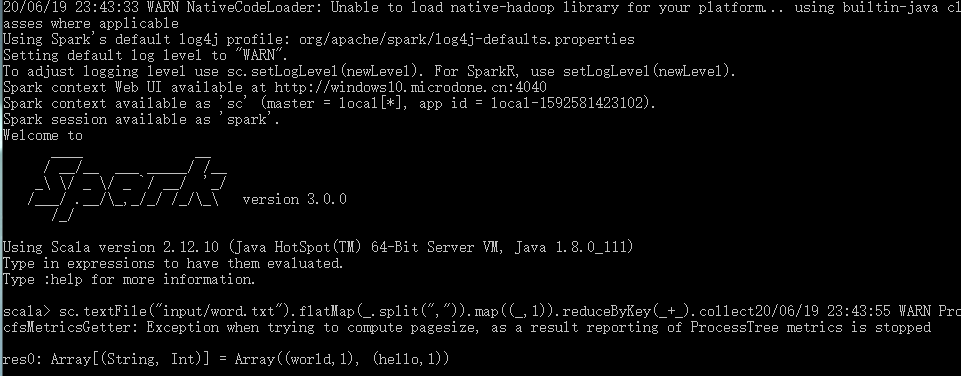 20/06/19 23:43:33 WARN NativeCodeLoader: Unable to load native-hadoop library for your platform... using builtin-java cl
asses where applicable
Using Spark's default log4j profile: org/apache/spark/log4j-defaults.properties
Setting default log level to "WARN".
To adjust logging level use sc.setLogLevel(newLevel). For SparkR, use setLogLevel(newLevel).
Spark context Web UI available at http://windows10.microdone.cn:4040
Spark context available as 'sc' (master = local[*], app id = local-1592581423102).
Spark session available as 'spark'.
Welcome to
Spark
version 3.0.0
Using Scala version 2.12.10 (Java HotSpot(TM) 64-Bit Server VM, Java 1.8.0_111)
Type in expressions to have them evaluated.
Type :help for more information.
scala> sc.textFile("input/word.txt").flatMap(_.split(",")).map((_,1)).reduceByKey(_+_).collect20/06/19 23:43:55 WARN Pro
cfsMetricsGetter: Exception when trying to compute pagesize, as a result reporting of ProcessTree metrics is stopped
res0: Array[(String, Int)] = Array((world,1), (hello,1))